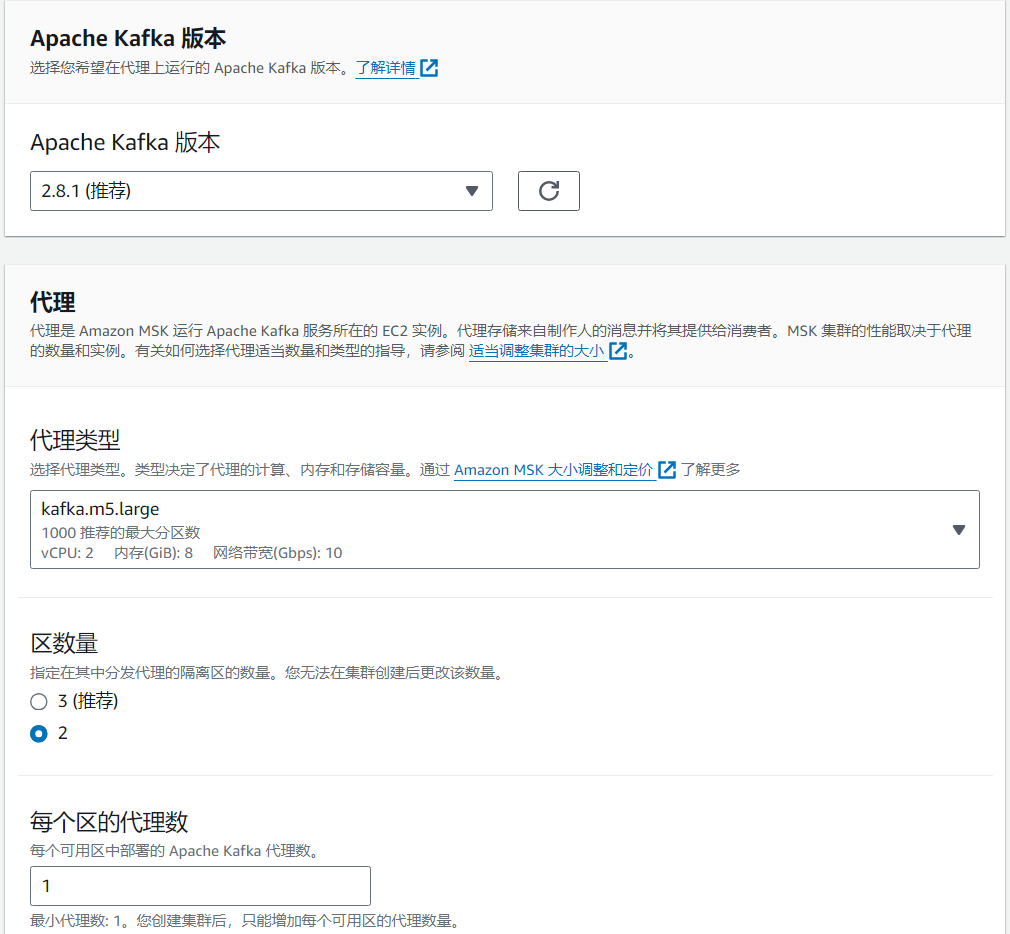 Apache Kafka 版本
选择您希望在代理上运行的 Apache Kafka 版本。了解详情
Apache Kafka 版本
2.8.1 (推荐)
代理
代理是 Amazon MSK 运行 Apache Kafka 服务所在的 EC2 实例。代理存储来自制作人的消息并将其提供给消费者。MSK 集群的性能取决于代理
的数量和实例。有关如何选择代理适当数量和类型的指导，请参阅 适当调整集群的大小。
代理类型
选择代理类型。类型决定了代理的计算、内存和存储容量。通过 Amazon MSK 大小调整和定价 了解更多
kafka.m5.large
1000 推荐的最大分区数
vCPU: 2 内存(GiB): 8 网络带宽(Gbps): 10
区数量
指定在其中分发代理的隔离区的数量。您无法在集群创建后更改该数量。
3 (推荐)
2
每个区的代理数
每个可用区中部署的 Apache Kafka 代理数。
1
最小代理数: 1。您创建集群后，只能增加每个可用区的代理数量。